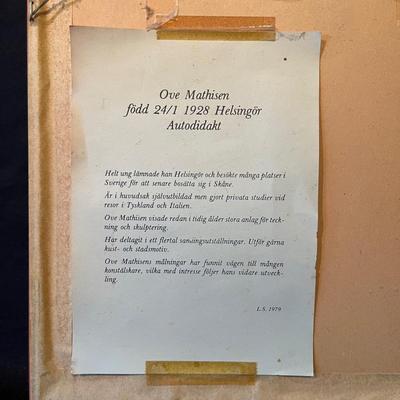 Ove Mathisen
född 24/1 1928 Helsingör
Autodidakt
Helt ung lämnade han Helsingör och besökte många platser i
Sverige för att senare bosätta sig i Skåne.
Är i huvudsak självutbildad men gjort privata studier vid
resor i Tyskland och Italien.
Ove Mathisen visade redan i tidig ålder stora anlag för teck-
ning och skulptering.
Har deltagit i ett flertal samlingsutställningar. Utför gärna
kust- och stadsmotiv.
Ove Mathisens målningar har funnit vägen till mången
konstälskare, vilka med intresse följer hans vidare utveck-
ling.
L.S. 1979